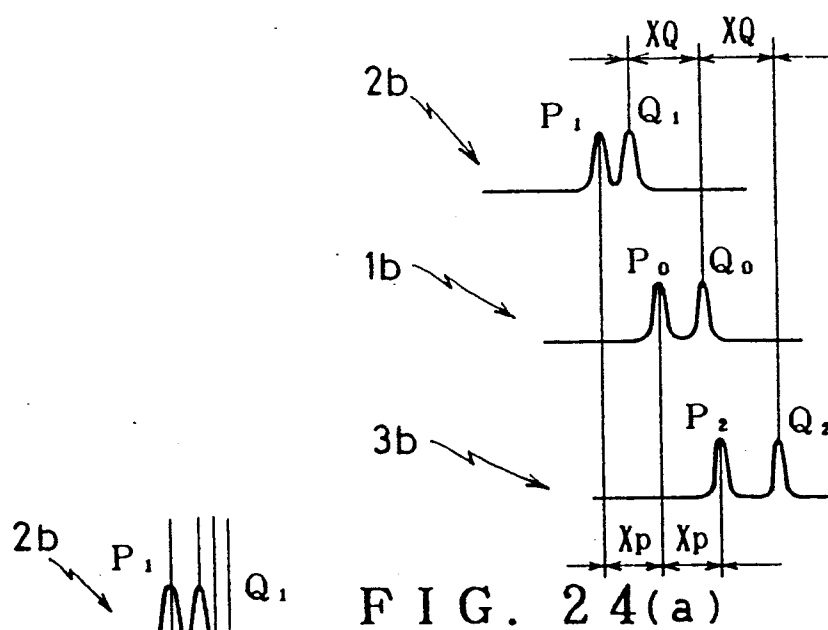 XQ XQ
2b P₁ Q₁
1b P₀ Q₀
3b P₂ Q₂
Xp Xp
2b P₁ Q₁
FIG. 24(a)